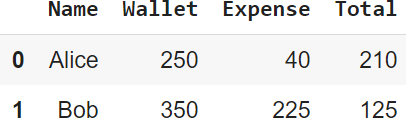 Name Wallet Expense Total
0 Alice 250 40 210
1 Bob 350 225 125